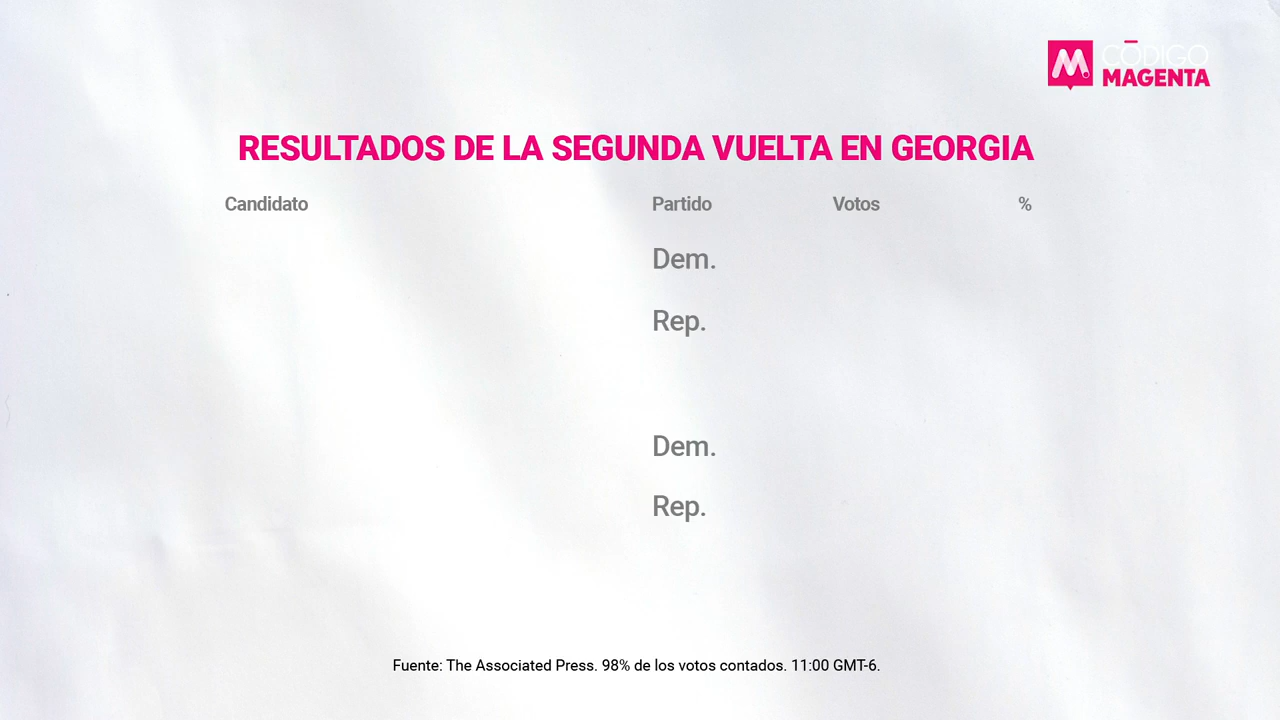 CÓDIGO
MAGENTA
RESULTADOS DE LA SEGUNDA VUELTA EN GEORGIA
Candidato Partido Votos %
Dem.
Rep.
Dem.
Rep.
Fuente: The Associated Press. 98% de los votos contados. 11:00 GMT-6.